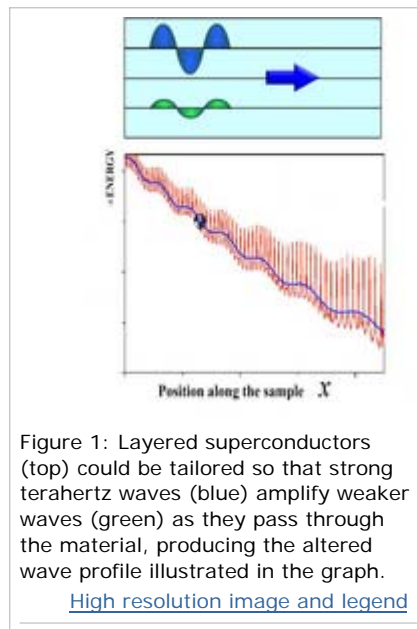 ENERGY
Position along the sample X
Figure 1: Layered superconductors
(top) could be tailored so that strong
terahertz waves (blue) amplify weaker
waves (green) as they pass through
the material, producing the altered
wave profile illustrated in the graph.
High resolution image and legend